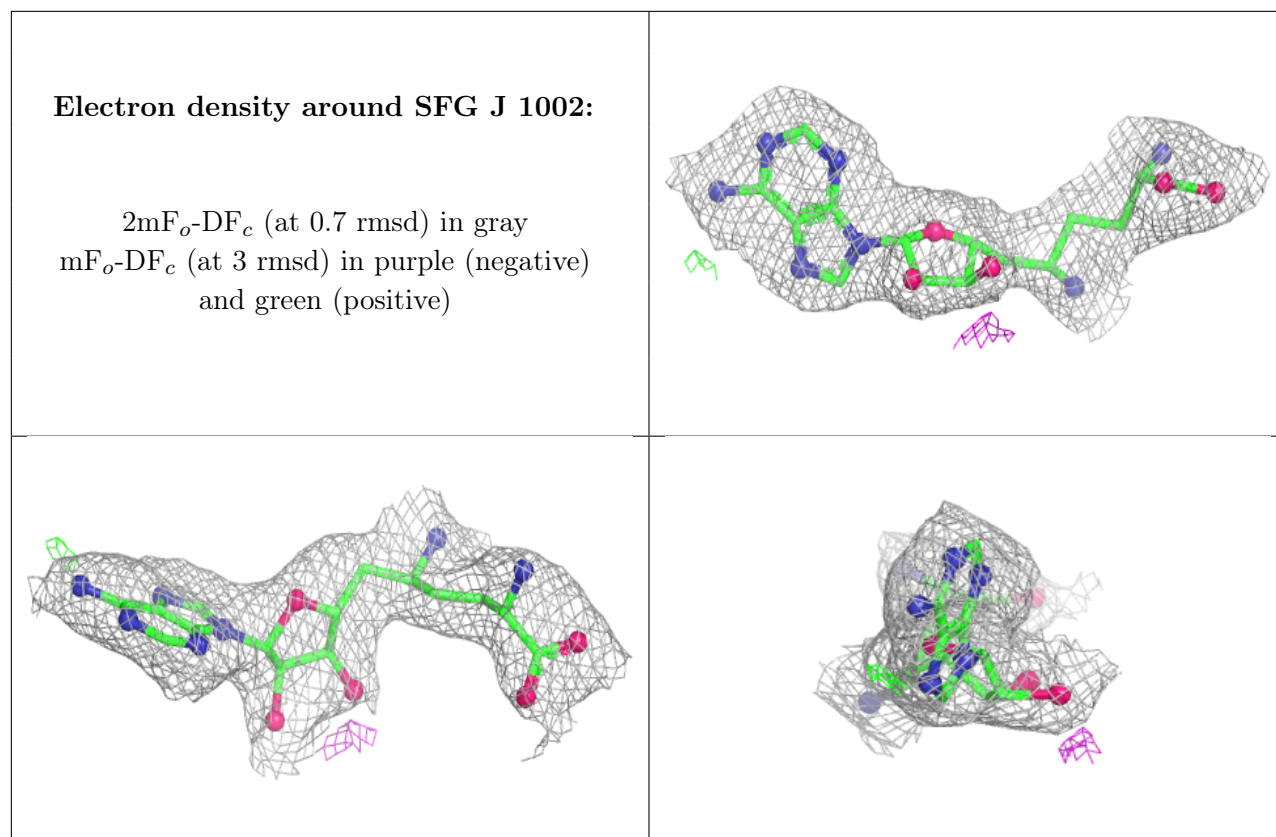 Electron density around SFG J 1002:
2mFₒ-DF𝒸 (at 0.7 rmsd) in gray
mFₒ-DF𝒸 (at 3 rmsd) in purple (negative)
and green (positive)